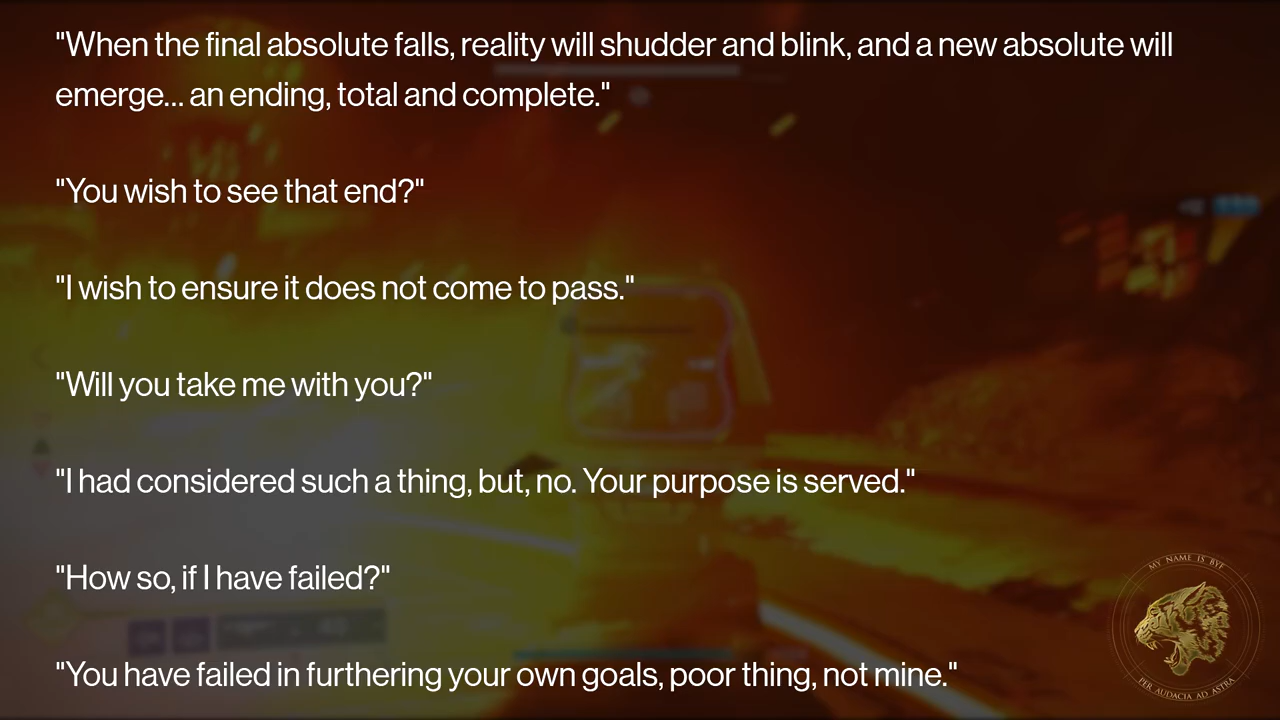 "When the final absolute falls, reality will shudder and blink, and a new absolute will
emerge... an ending, total and complete."
"You wish to see that end?"
"I wish to ensure it does not come to pass."
"Will you take me with you?"
"I had considered such a thing, but, no. Your purpose is served."
"How so, if I have failed?"
"You have failed in furthering your own goals, poor thing, not mine."
MY NAME IS BYF
PER AUDACIA AD ASTRA